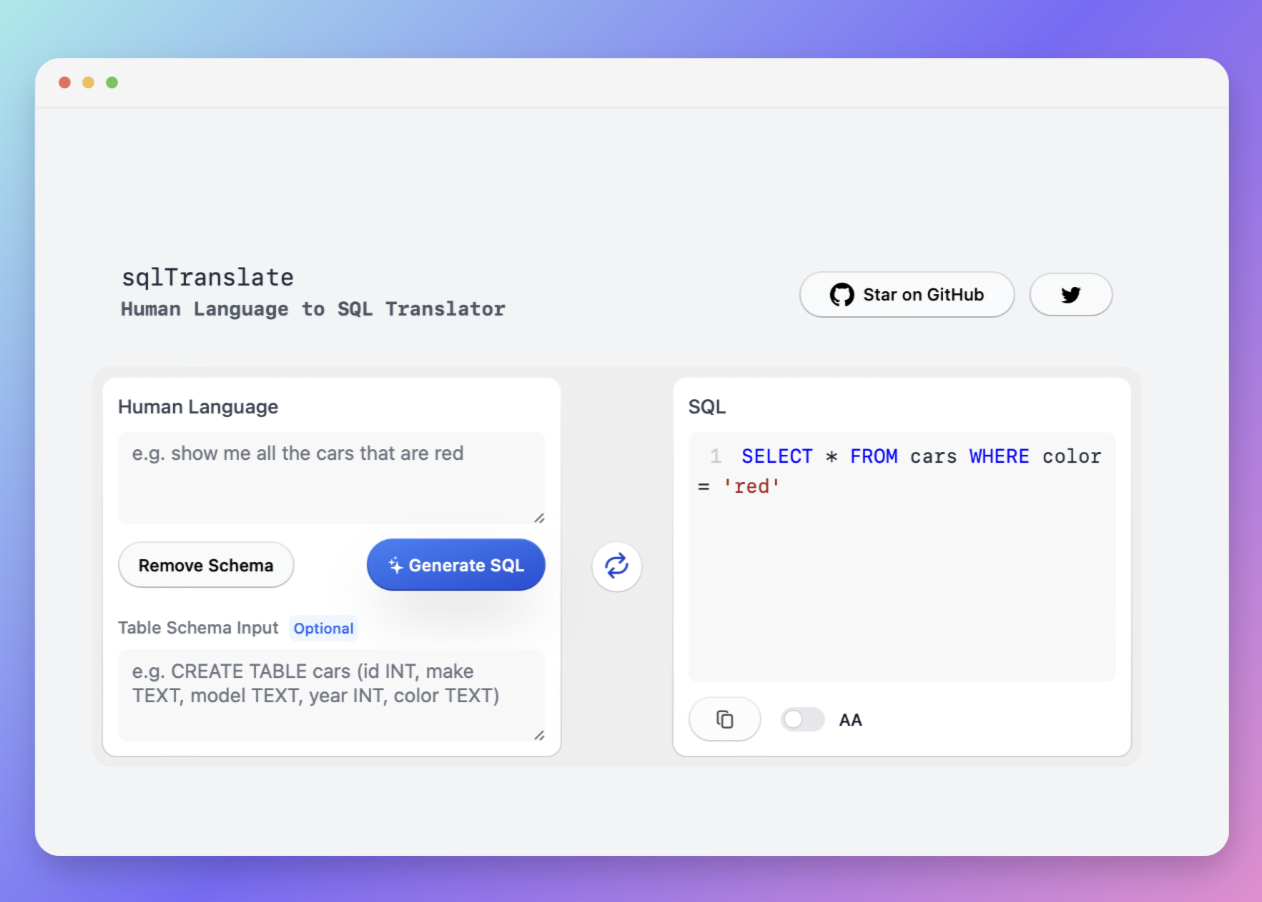 sqlTranslate
Human Language to SQL Translator
Star on GitHub
Human Language
e.g. show me all the cars that are red
Remove Schema
Generate SQL
Table Schema Input Optional
e.g. CREATE TABLE cars (id INT, make
TEXT, model TEXT, year INT, color TEXT)
SQL
1 SELECT * FROM cars WHERE color
= 'red'
AA